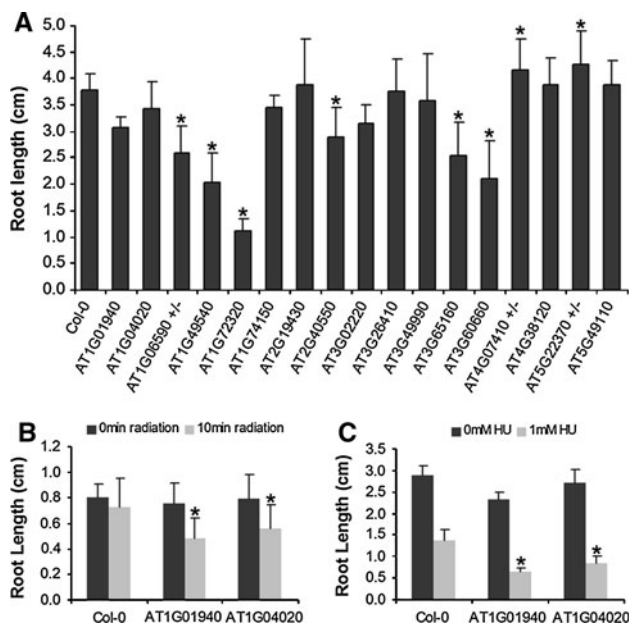 A
Root length (cm)
5.0
4.5
4.0
3.5
3.0
2.5
2.0
1.5
1.0
0.5
0
* * * * * * * *
Col-0
AT1G01940
AT1G04020
AT1G06590 +/-
AT1G49540
AT1G72320
AT1G74150
AT2G19430
AT2G40550
AT3G02220
AT3G26410
AT3G49990
AT3G65160
AT3G60660
AT4G07410 +/-
AT4G38120
AT5G22370 +/-
AT5G49110
B
0min radiation 10min radiation
Root Length (cm)
1.2
1.0
0.8
0.6
0.4
0.2
0.0
* *
Col-0 AT1G01940 AT1G04020
C
0mM HU 1mM HU
Root Length (cm)
3.5
3.0
2.5
2.0
1.5
1.0
0.5
0.0
* *
Col-0 AT1G01940 AT1G04020